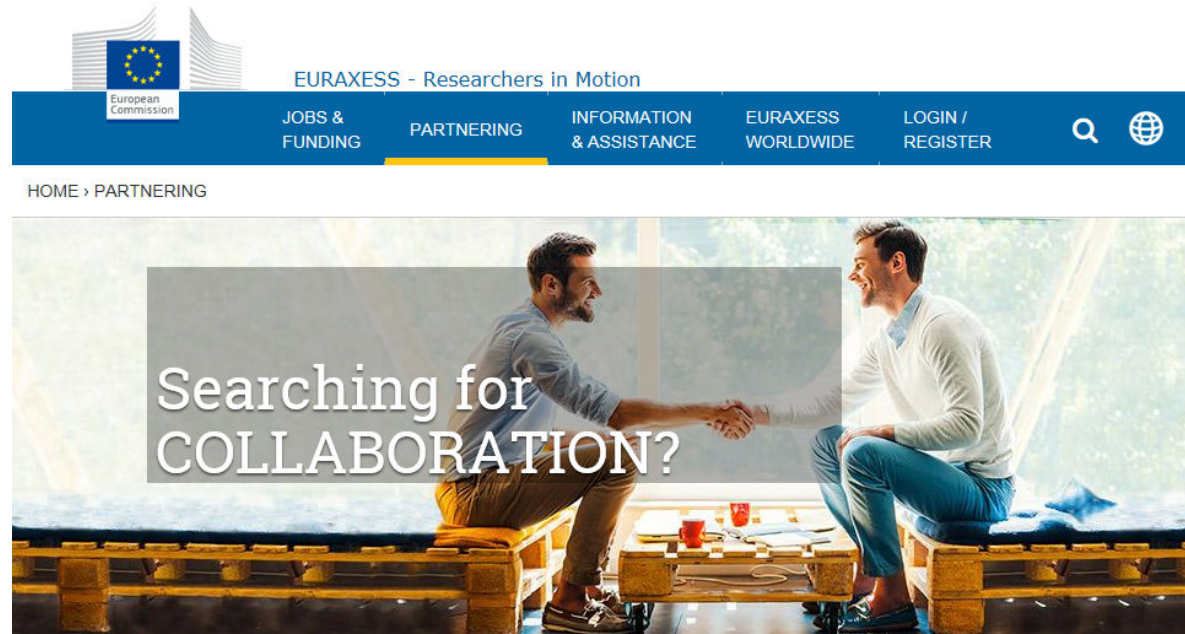 European
Commission
EURAXESS - Researchers in Motion
JOBS &
FUNDING
PARTNERING
INFORMATION
& ASSISTANCE
EURAXESS
WORLDWIDE
LOGIN /
REGISTER
HOME › PARTNERING
Searching for
COLLABORATION?